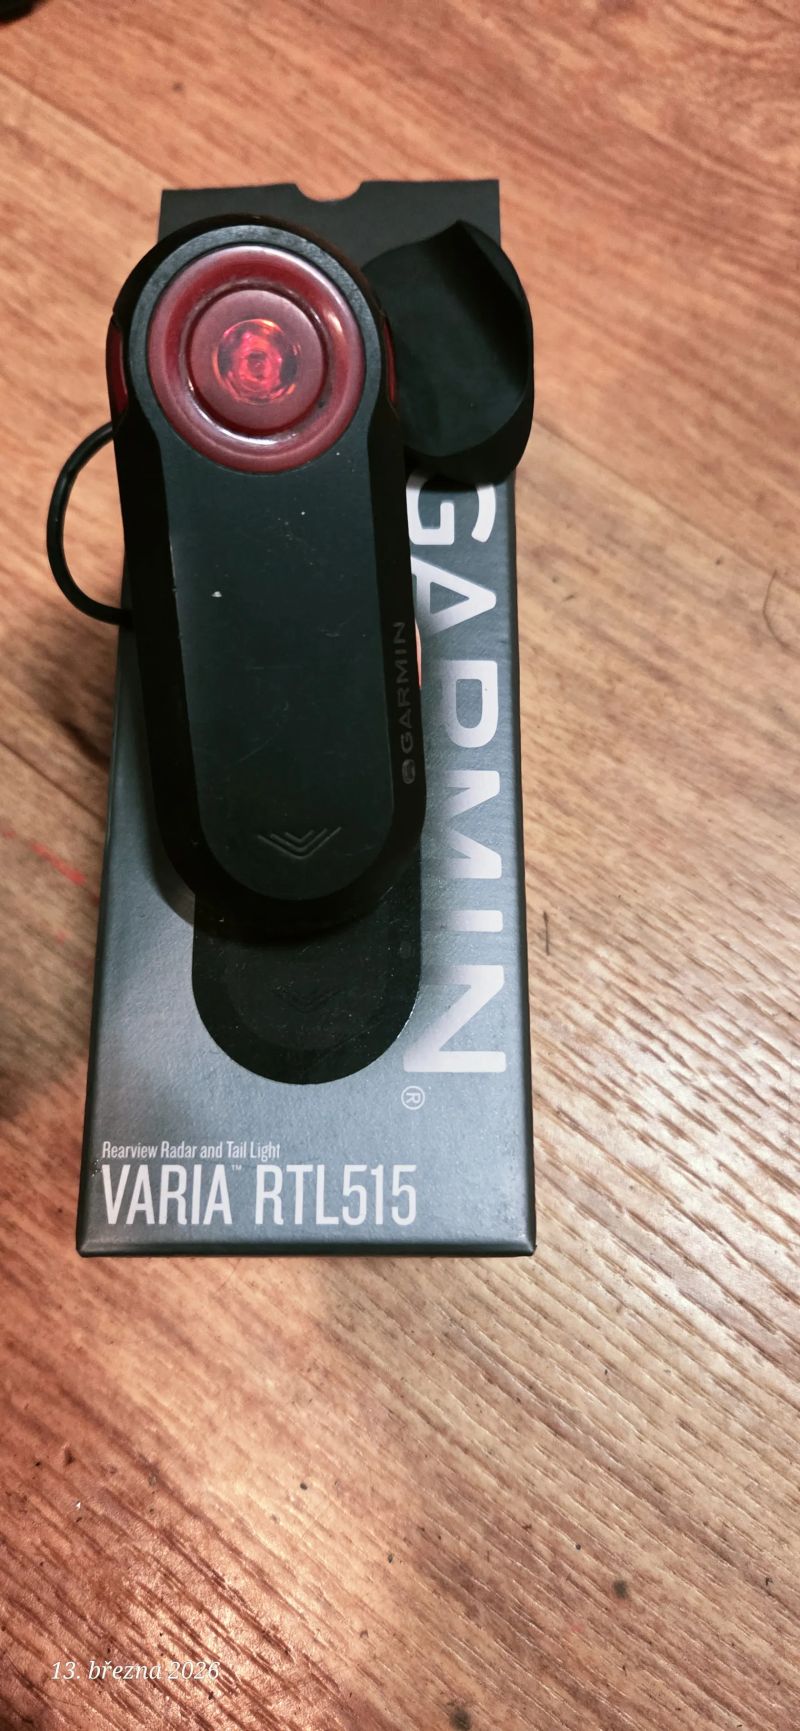 GARMIN
GARMIN®
Rearview Radar and Tail Light
VARIA™ RTL515
13. března 2026